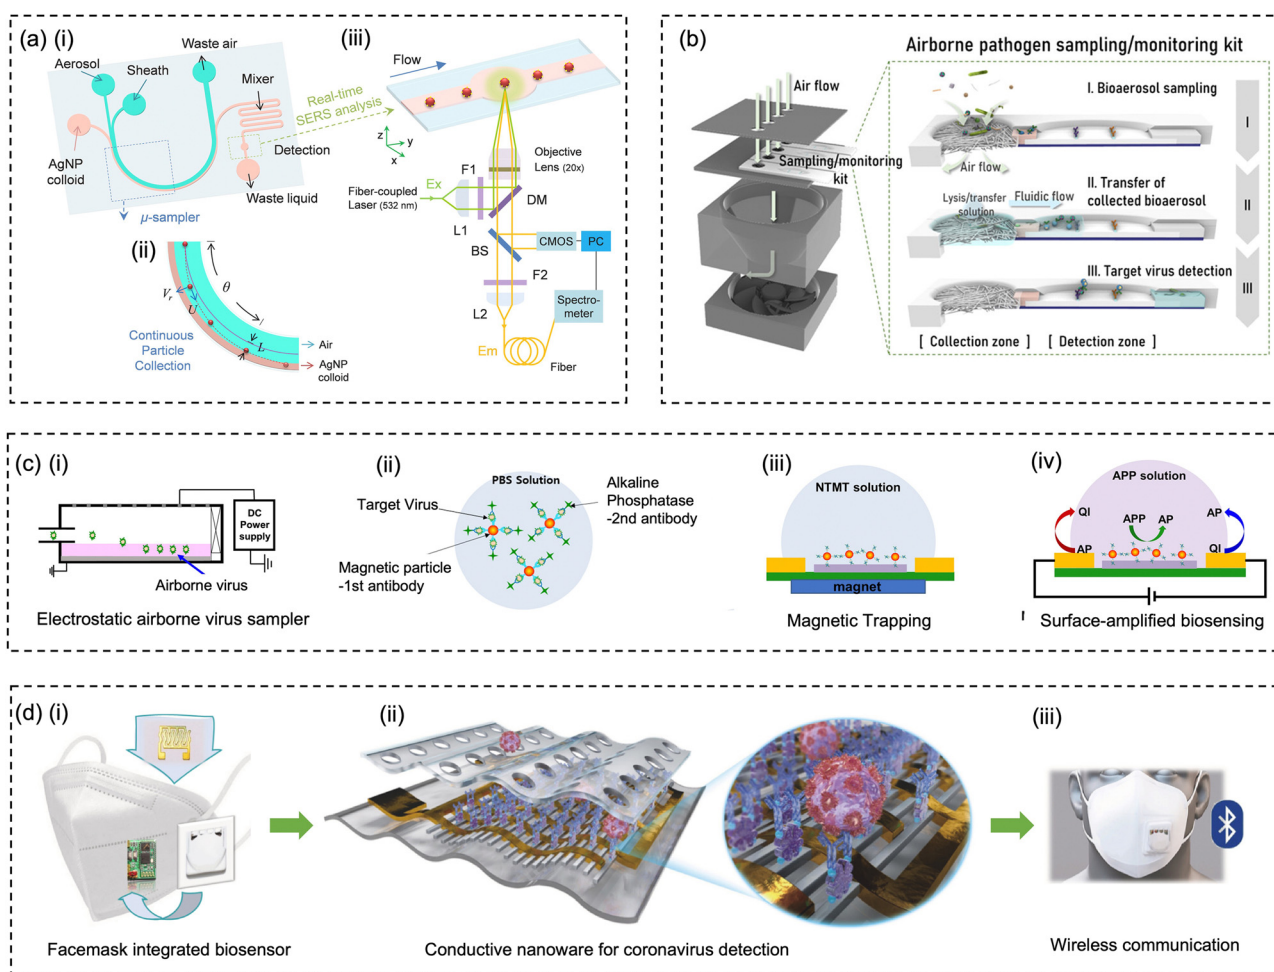 (a) (i)
Waste air
Aerosol
Sheath
Mixer
AgNP
colloid
Detection
Waste liquid
μ-sampler
Real-time
SERS analysis
(ii)
Vr
U
θ
L
Continuous
Particle
Collection
Air
AgNP
colloid
(iii)
Flow
z
y
x
Objective
Lens (20x)
F1
Ex
Fiber-coupled
Laser (532 nm)
DM
L1
BS
CMOS
PC
F2
L2
Spectro-
meter
Em
Fiber
(b)
Airborne pathogen sampling/monitoring kit
Air flow
Sampling/monitoring
kit
I. Bioaerosol sampling
I
Air flow
Lysis/transfer
solution
Fluidic flow
II. Transfer of
collected bioaerosol
II
III. Target virus detection
III
[ Collection zone ]
[ Detection zone ]
(c) (i)
DC
Power
supply
Airborne virus
Electrostatic airborne virus sampler
(ii)
PBS Solution
Target Virus
Alkaline
Phosphatase
-2nd antibody
Magnetic particle
-1st antibody
(iii)
NTMT solution
magnet
Magnetic Trapping
(iv)
APP solution
QI
APP
AP
AP
AP
QI
Surface-amplified biosensing
(d) (i)
Facemask integrated biosensor
(ii)
Conductive nanoware for coronavirus detection
(iii)
Wireless communication